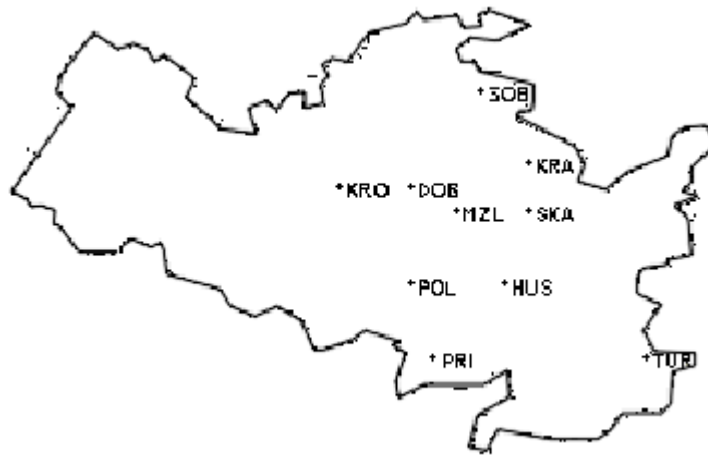 SOB
KRA
KRO DOB
MZL SKA
POL HUS
PRI TUR